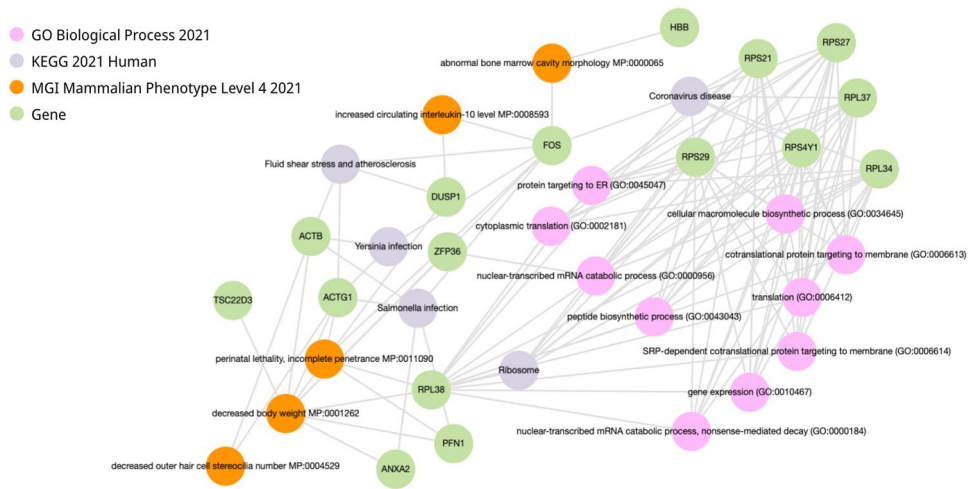 GO Biological Process 2021
KEGG 2021 Human
MGI Mammalian Phenotype Level 4 2021
Gene
HBB
RPS27
RPS21
abnormal bone marrow cavity morphology MP:0000065
Coronavirus disease
RPL37
increased circulating interleukin-10 level MP:0008593
FOS
RPS4Y1
RPS29
Fluid shear stress and atherosclerosis
RPL34
protein targeting to ER (GO:0045047)
DUSP1
cellular macromolecule biosynthetic process (GO:0034645)
cytoplasmic translation (GO:0002181)
ACTB
Yersinia infection
ZFP36
cotranslational protein targeting to membrane (GO:0006613)
nuclear-transcribed mRNA catabolic process (GO:0000956)
TSC22D3
ACTG1
translation (GO:0006412)
Salmonella infection
peptide biosynthetic process (GO:0043043)
SRP-dependent cotranslational protein targeting to membrane (GO:0006614)
perinatal lethality, incomplete penetrance MP:0011090
Ribosome
RPL38
gene expression (GO:0010467)
decreased body weight MP:0001262
nuclear-transcribed mRNA catabolic process, nonsense-mediated decay (GO:0000184)
PFN1
decreased outer hair cell stereocilia number MP:0004529
ANXA2